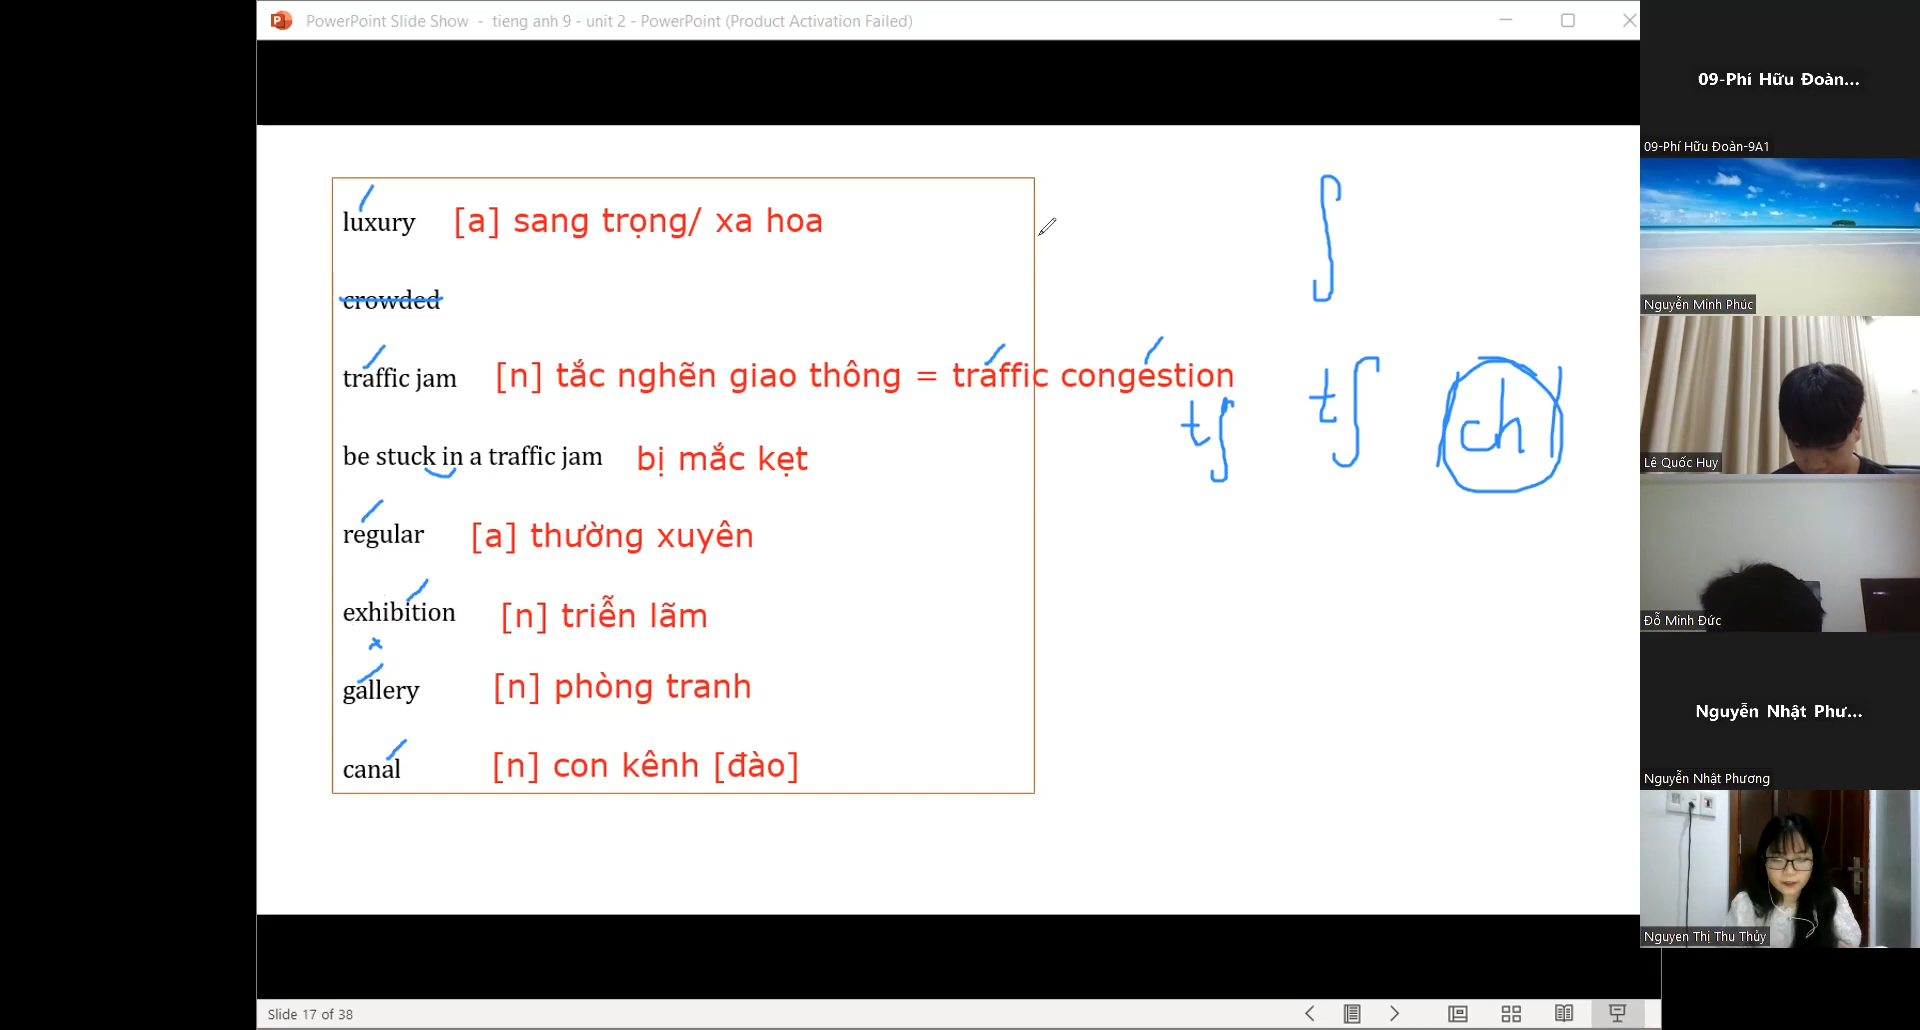 PowerPoint Slide Show - tieng anh 9 - unit 2 - PowerPoint (Product Activation Failed)
luxury [a] sang trọng/ xa hoa
crowded
traffic jam [n] tắc nghẽn giao thông = traffic congestion
be stuck in a traffic jam bị mắc kẹt
regular [a] thường xuyên
exhibition [n] triễn lãm
gallery [n] phòng tranh
canal [n] con kênh [đào]
ʃ
tʃ tʃ ch
Slide 17 of 38
09-Phí Hữu Đoàn...
09-Phí Hữu Đoàn-9A1
Nguyễn Minh Phúc
Lê Quốc Huy
Đỗ Minh Đức
Nguyễn Nhật Phư...
Nguyễn Nhật Phương
Nguyen Thị Thu Thủy